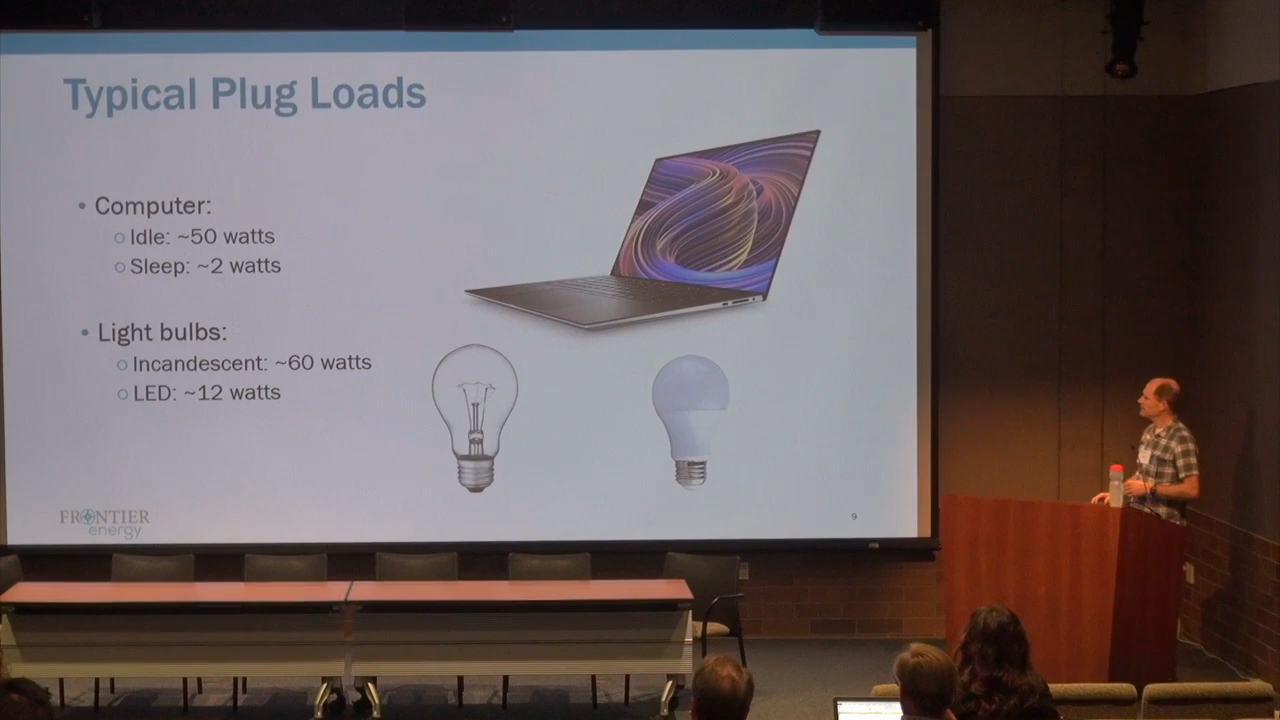 Typical Plug Loads
• Computer:
○ Idle: ~50 watts
○ Sleep: ~2 watts
• Light bulbs:
○ Incandescent: ~60 watts
○ LED: ~12 watts
FRONTIER
energy
9